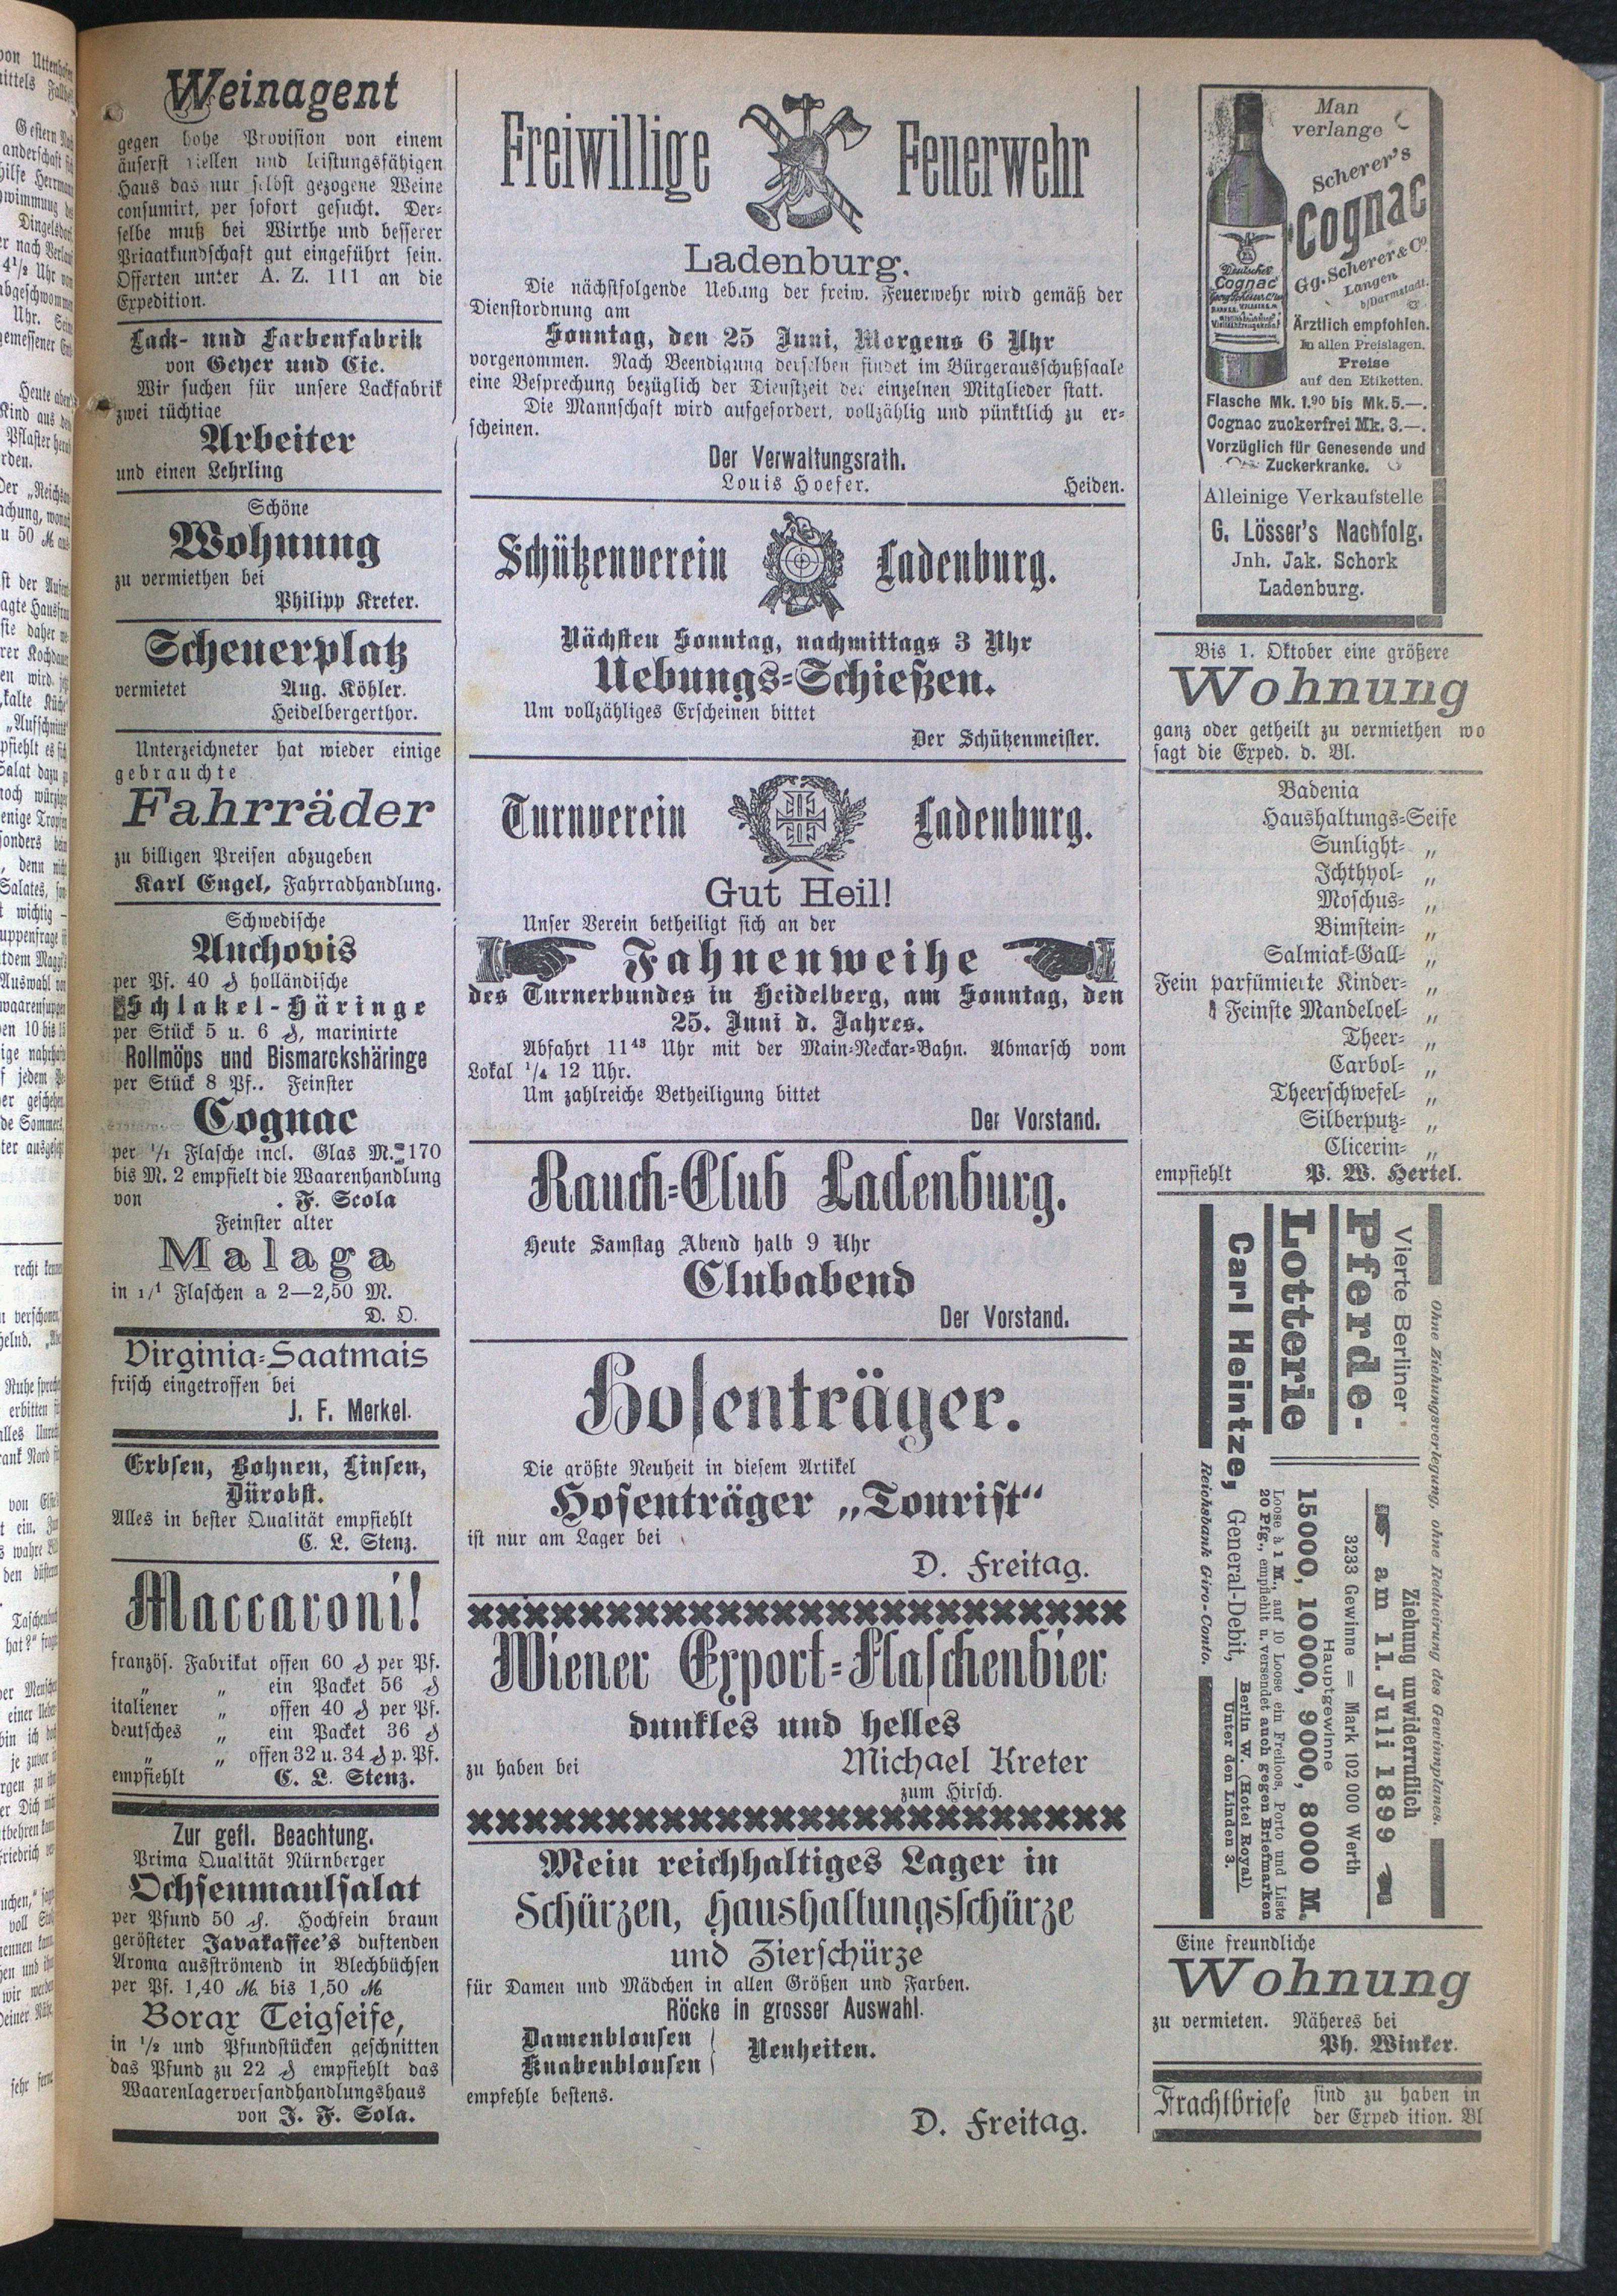 Weinagent
gegen hohe Provision von einem
äuserst reellen und leistungsfähigen
Haus das nur selbst gezogene Weine
consumirt, per sofort gesucht. Der-
selbe muß bei Wirthe und besserer
Priaatkundschaft gut eingeführt sein.
Offerten unter A. Z. 111 an die
Expedition.
Lack- und Farbenfabrik
von Geyer und Cie.
Wir suchen für unsere Lackfabrik
zwei tüchtige
Arbeiter
und einen Lehrling
Schöne
Wohnung
zu vermiethen bei
Philipp Kreter.
Scheuerplatz
vermietet Aug. Köhler.
Heidelbergerthor.
Unterzeichneter hat wieder einige
gebrauchte
Fahrräder
zu billigen Preisen abzugeben
Karl Engel, Fahrradhandlung.
Schwedische
Anchovis
per Pf. 40 ₰ holländische
Schlakel-Häringe
per Stück 5 u. 6 ₰, marinirte
Rollmöps und Bismarckshäringe
per Stück 8 Pf.. Feinster
Cognac
per 1/1 Flasche incl. Glas M. 170
bis M. 2 empfielt die Waarenhandlung
von . F. Scola
Feinster alter
Malaga
in 1/1 Flaschen a 2—2,50 M.
D. O.
Virginia-Saatmais
frisch eingetroffen bei
J. F. Merkel.
Erbsen, Bohnen, Linsen,
Dürobst.
Alles in bester Qualität empfiehlt
C. L. Stenz.
Maccaroni!
französ. Fabrikat offen 60 ₰ per Pf.
„ „ ein Packet 56 ₰
italiener „ offen 40 ₰ per Pf.
deutsches „ ein Packet 36 ₰
„ „ offen 32 u. 34 ₰ p. Pf.
empfiehlt C. L. Stenz.
Zur gefl. Beachtung.
Prima Qualität Nürnberger
Ochsenmaulsalat
per Pfund 50 ₰. Hochfein braun
gerösteter Javakaffee's duftenden
Aroma ausströmend in Blechbüchsen
per Pf. 1,40 ℳ bis 1,50 ℳ
Borax Teigseife,
in 1/2 und Pfundstücken geschnitten
das Pfund zu 22 ₰ empfiehlt das
Waarenlagerversandhandlungshaus
von J. F. Sola.
Freiwillige Feuerwehr
Ladenburg.
Die nächstfolgende Uebung der freiw. Feuerwehr wird gemäß der
Dienstordnung am
Sonntag, den 25 Juni, Morgens 6 Uhr
vorgenommen. Nach Beendigung derselben findet im Bürgerausschußsaale
eine Besprechung bezüglich der Dienstzeit der einzelnen Mitglieder statt.
Die Mannschaft wird aufgefordert, vollzählig und pünktlich zu er-
scheinen.
Der Verwaltungsrath.
Louis Hoefer. Heiden.
Schützenverein Ladenburg.
Nächsten Sonntag, nachmittags 3 Uhr
Uebungs-Schießen.
Um vollzähliges Erscheinen bittet
Der Schützenmeister.
Turnverein Ladenburg.
Gut Heil!
Unser Verein betheiligt sich an der
Fahnenweihe
des Turnerbundes in Heidelberg, am Sonntag, den
25. Juni d. Jahres.
Abfahrt 11 43 Uhr mit der Main-Neckar-Bahn. Abmarsch vom
Lokal 1/4 12 Uhr.
Um zahlreiche Betheiligung bittet
Der Vorstand.
Rauch-Club Ladenburg.
Heute Samstag Abend halb 9 Uhr
Clubabend
Der Vorstand.
Hosenträger.
Die größte Neuheit in diesem Artikel
Hosenträger „Tourist“
ist nur am Lager bei
D. Freitag.
Wiener Export-Flaschenbier
dunkles und helles
zu haben bei Michael Kreter
zum Hirsch.
Mein reichhaltiges Lager in
Schürzen, Haushaltungsschürze
und Zierschürze
für Damen und Mädchen in allen Größen und Farben.
Röcke in grosser Auswahl.
Damenblousen
Knabenblousen
Neuheiten.
empfehle bestens.
D. Freitag.
Man
verlange
Scherer's
Cognac
Gg. Scherer & Co.
Langen
b/Darmstadt.
Deutscher
Cognac
Ärztlich empfohlen.
In allen Preislagen.
Preise
auf den Etiketten.
Flasche Mk. 1.90 bis Mk. 5.—.
Cognac zuckerfrei Mk. 3.—.
Vorzüglich für Genesende und
Zuckerkranke.
Alleinige Verkaufstelle
G. Lösser's Nachfolg.
Jnh. Jak. Schork
Ladenburg.
Bis 1. Oktober eine größere
Wohnung
ganz oder getheilt zu vermiethen wo
sagt die Exped. d. Bl.
Badenia
Haushaltungs-Seife
Sunlight- „
Ichthyol- „
Moschus- „
Bimstein- „
Salmiak-Gall- „
Fein parfümierte Kinder- „
Feinste Mandeloel- „
Theer- „
Carbol- „
Theerschwefel- „
Silberputz- „
Clicerin- „
empfiehlt P. W. Hertel.
Ohne Ziehungsverlegung, ohne Reducirung des Gewinnplanes.
Vierte Berliner
Pferde-
Lotterie
Ziehung unwiderruflich
am 11. Juli 1899
3233 Gewinne = Mark 102 000 Werth
Hauptgewinne
15000, 10000, 9000, 8000 M.
Loose à 1 M., auf 10 Loose ein Freiloos, Porto und Liste
20 Pfg., empfiehlt u. versendet auch gegen Briefmarken
Carl Heintze, General-Debit,
Berlin W. (Hotel Royal)
Unter den Linden 3.
Reichsbank Giro-Conto.
Eine freundliche
Wohnung
zu vermieten. Näheres bei
Ph. Winker.
Frachtbriefe sind zu haben in
der Exped ition. Bl